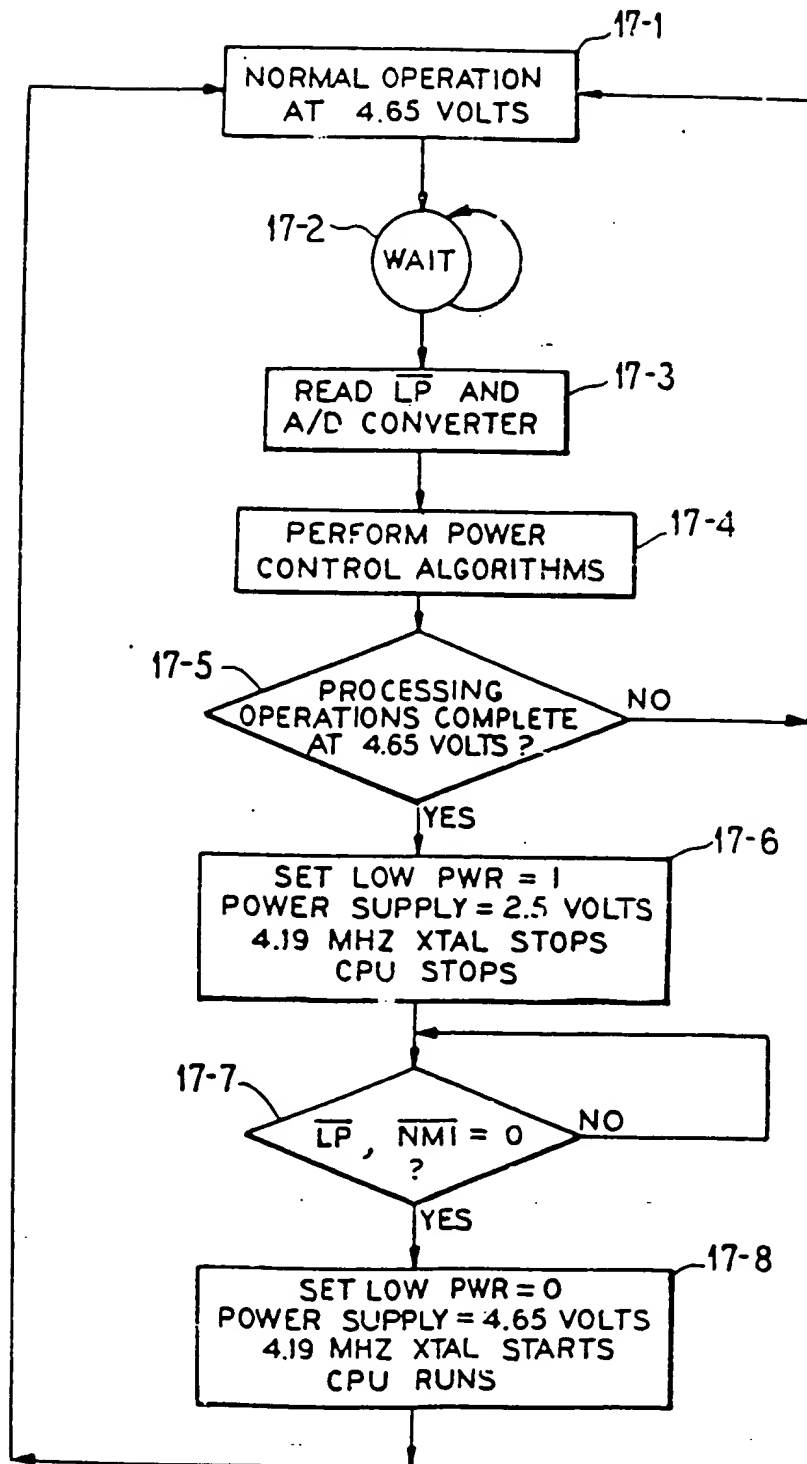 17-1
NORMAL OPERATION
AT 4.65 VOLTS
17-2
WAIT
17-3
READ L̅P̅ AND
A/D CONVERTER
17-4
PERFORM POWER
CONTROL ALGORITHMS
17-5
PROCESSING
OPERATIONS COMPLETE
AT 4.65 VOLTS ?
NO
YES
17-6
SET LOW PWR = 1
POWER SUPPLY = 2.5 VOLTS
4.19 MHZ XTAL STOPS
CPU STOPS
17-7
L̅P̅ , N̅M̅I̅ = 0
?
NO
YES
17-8
SET LOW PWR = 0
POWER SUPPLY = 4.65 VOLTS
4.19 MHZ XTAL STARTS
CPU RUNS